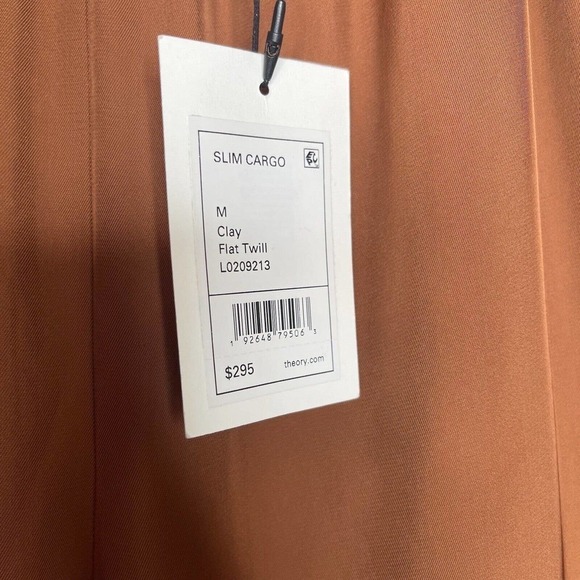 SLIM CARGO
M
Clay
Flat Twill
L0209213
1 92648 79506 3
$295 theory.com